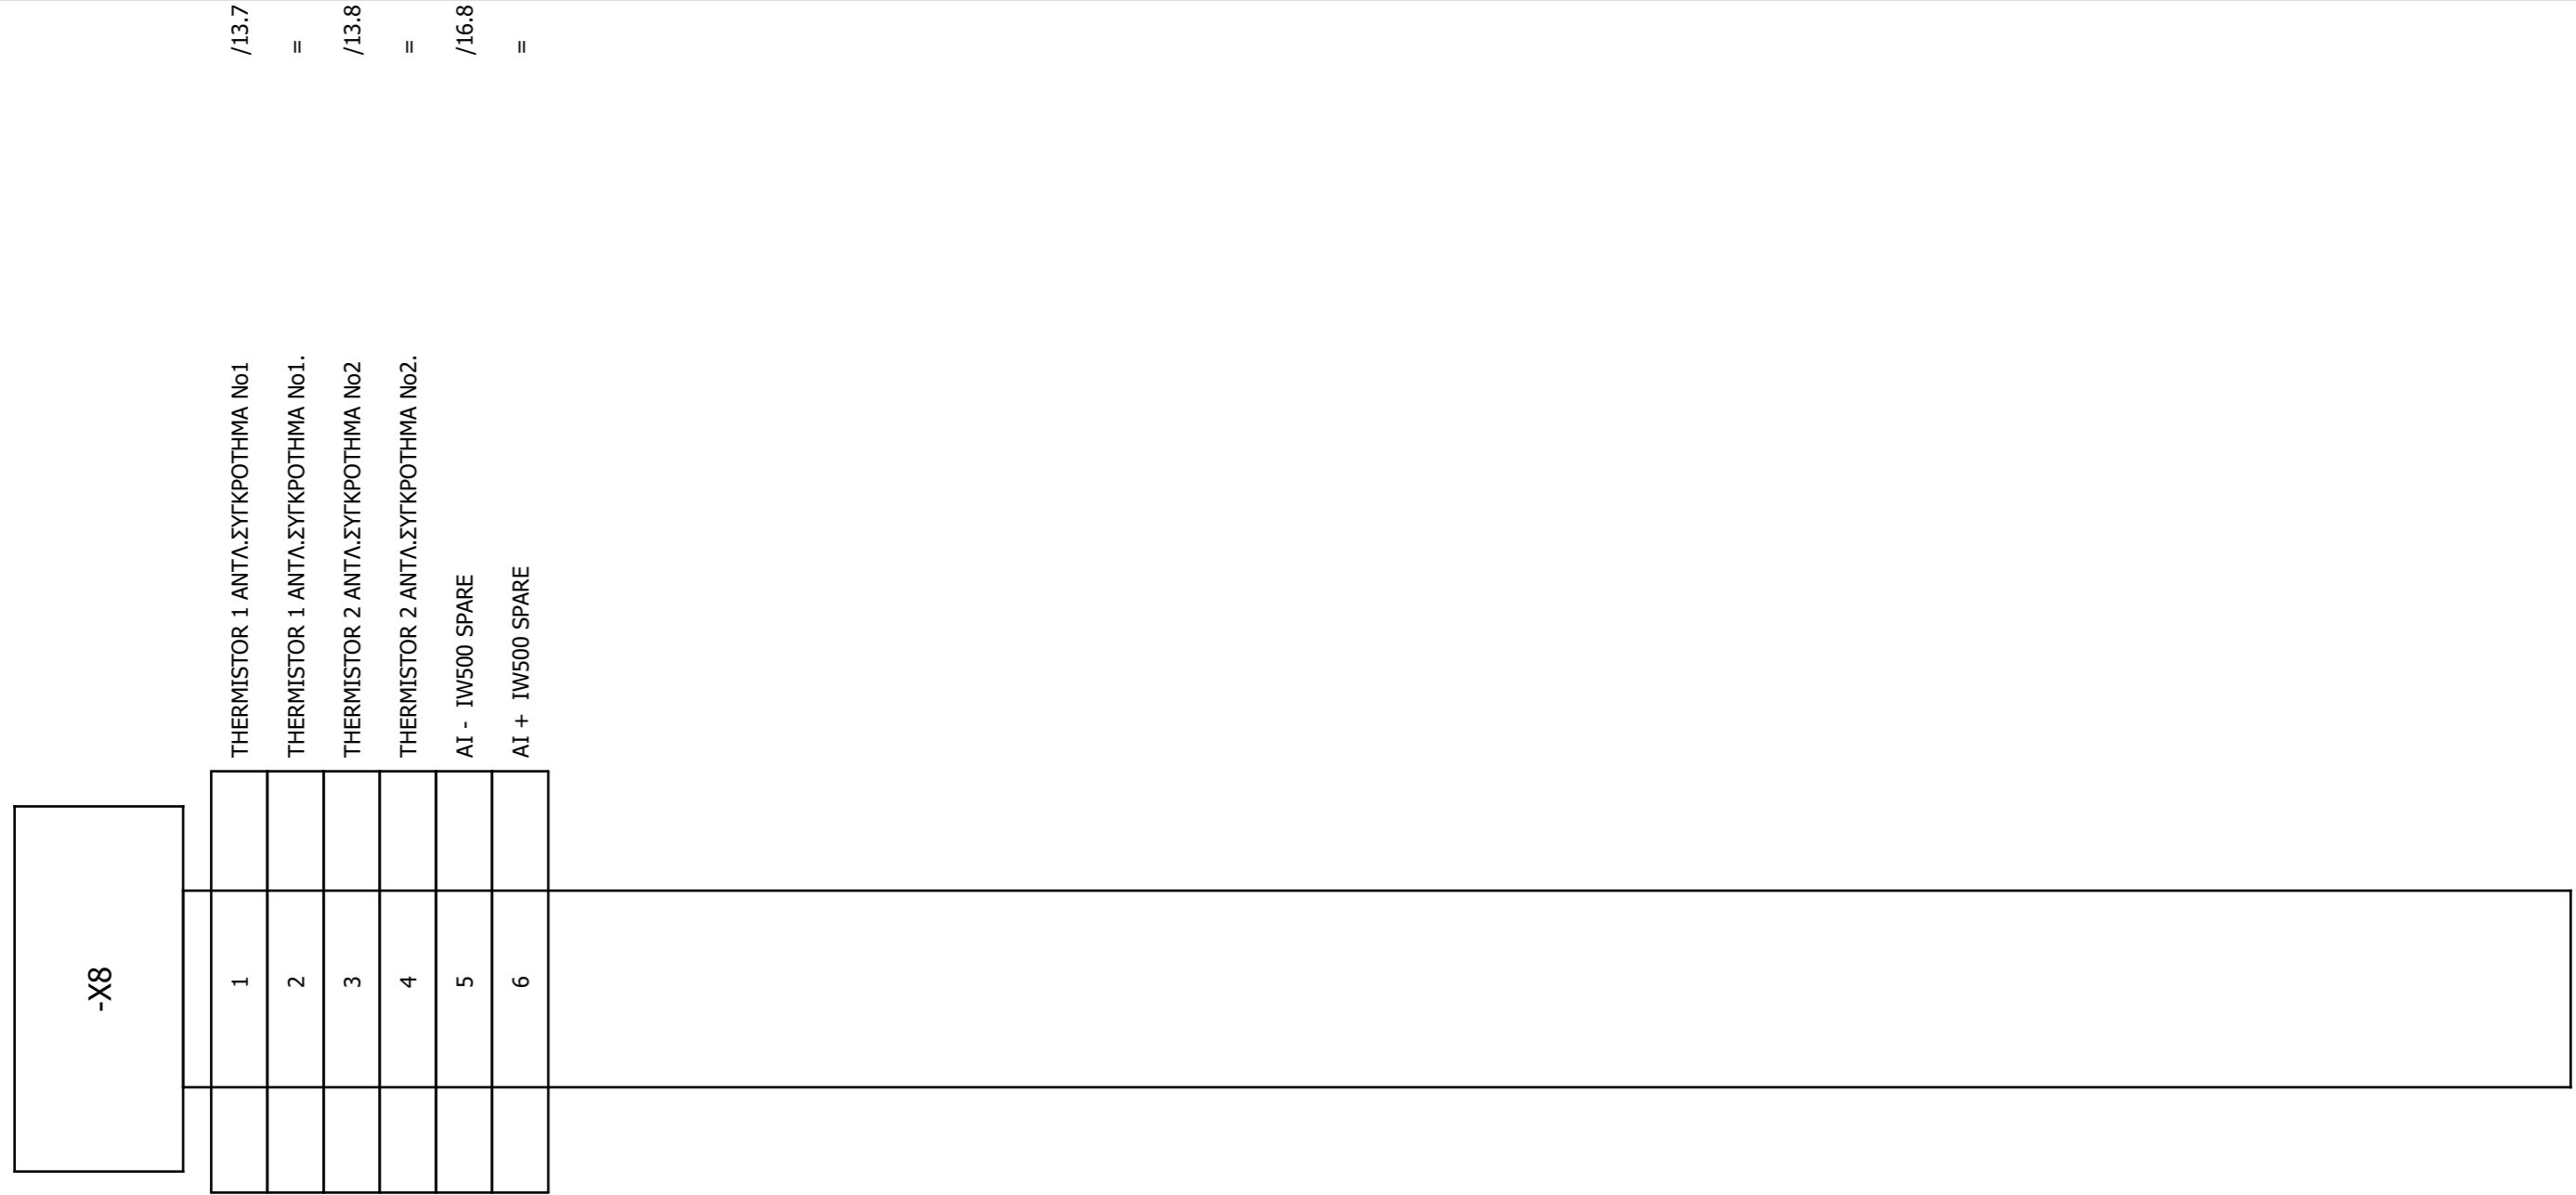 -X8
1 THERMISTOR 1 ΑΝΤΛ.ΣΥΓΚΡΟΤΗΜΑ No1 /13.7
2 THERMISTOR 1 ΑΝΤΛ.ΣΥΓΚΡΟΤΗΜΑ No1. =
3 THERMISTOR 2 ΑΝΤΛ.ΣΥΓΚΡΟΤΗΜΑ No2 /13.8
4 THERMISTOR 2 ΑΝΤΛ.ΣΥΓΚΡΟΤΗΜΑ No2. =
5 AI - IW500 SPARE /16.8
6 AI + IW500 SPARE =